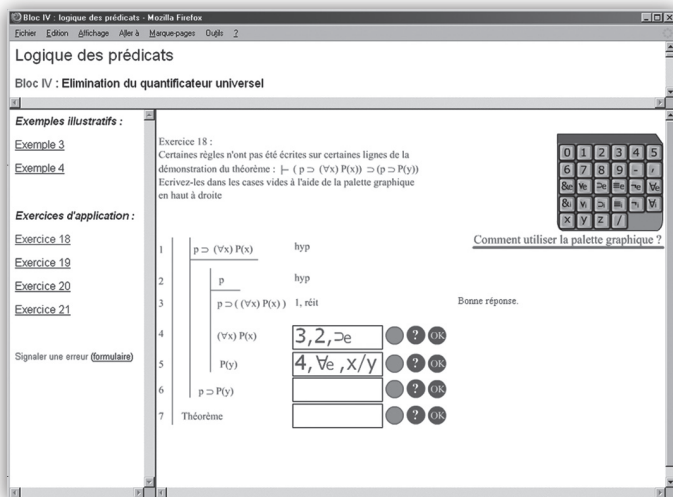 Bloc IV : logique des prédicats - Mozilla Firefox
Fichier Edition Affichage Aller à Marque-pages Outils ?
Logique des prédicats
Bloc IV : Elimination du quantificateur universel
Exemples illustratifs :
Exemple 3
Exemple 4
Exercices d'application :
Exercice 18
Exercice 19
Exercice 20
Exercice 21
Signaler une erreur (formulaire)
Exercice 18 :
Certaines règles n'ont pas été écrites sur certaines lignes de la
démonstration du théorème : ⊢ ( p ⊃ (∀x) P(x)) ⊃ (p ⊃ P(y))
Ecrivez-les dans les cases vides à l'aide de la palette graphique
en haut à droite
0 1 2 3 4 5
6 7 8 9 - ,
&e ∨e ⊃e ≡e ¬e ∀e
&i ∨i ⊃i ≡i ¬i ∀i
x y z /
Comment utiliser la palette graphique ?
1 p ⊃ (∀x) P(x) hyp
2 p hyp
3 p ⊃ ( (∀x) P(x) ) 1, réit Bonne réponse.
4 (∀x) P(x) 3,2,⊃e ? OK
5 P(y) 4, ∀e ,x/y ? OK
6 p ⊃ P(y) ? OK
7 Théorème ? OK